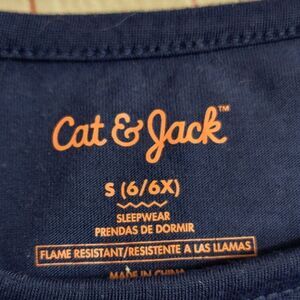 Cat & Jack™
S (6/6X)
SLEEPWEAR
PRENDAS DE DORMIR
FLAME RESISTANT/RESISTENTE A LAS LLAMAS
MADE IN CHINA